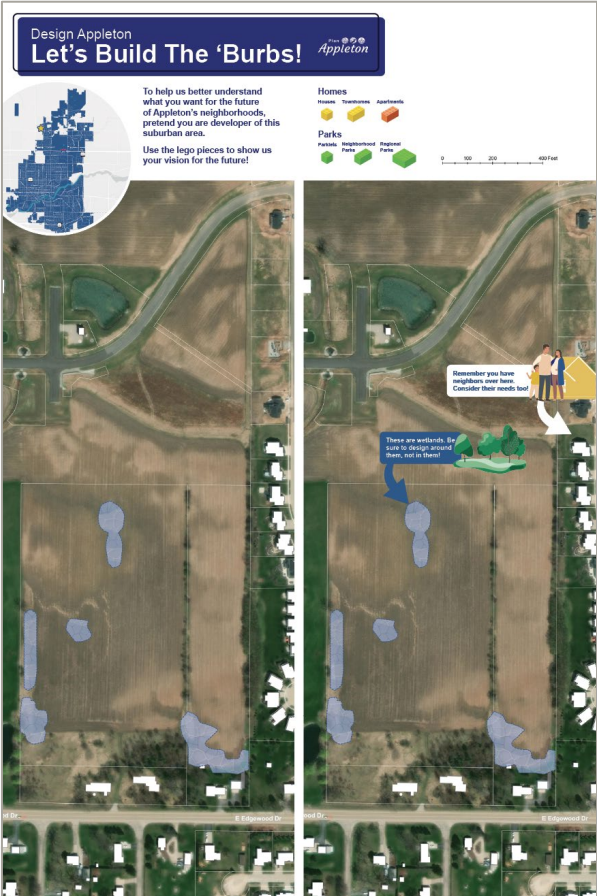 Design Appleton
Let's Build The 'Burbs!
Plan
Appleton
To help us better understand
what you want for the future
of Appleton's neighborhoods,
pretend you are developer of this
suburban area.
Use the lego pieces to show us
your vision for the future!
Homes
Houses Townhomes Apartments
Parks
Parklets Neighborhood Parks Regional Parks
0 100 200 400 Feet
Remember you have
neighbors over here.
Consider their needs too!
These are wetlands. Be
sure to design around
them, not in them!
E Edgewood Dr
E Edgewood Dr